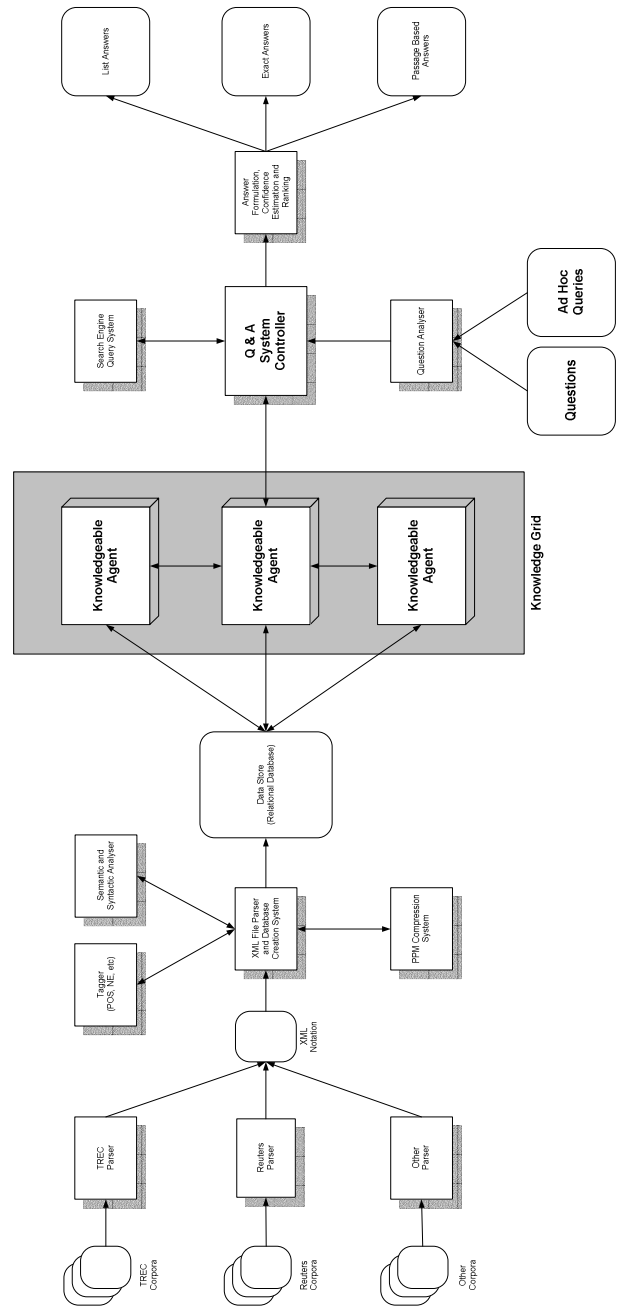 TREC
Corpora
Reuters
Corpora
Other
Corpora
TREC
Parser
Reuters
Parser
Other
Parser
XML
Notation
Tagger
(POS, NE, etc)
Semantic and
Syntactic Analyser
XML File Parser
and Database
Creation System
PPM Compression
System
Data Store
(Relational Database)
Knowledgeable
Agent
Knowledgeable
Agent
Knowledgeable
Agent
Knowledge Grid
Search Engine
Query System
Q & A
System
Controller
Question Analyser
Questions
Ad Hoc
Queries
Answer
Formulation,
Confidence
Estimation and
Ranking
List Answers
Exact Answers
Passage Based
Answers